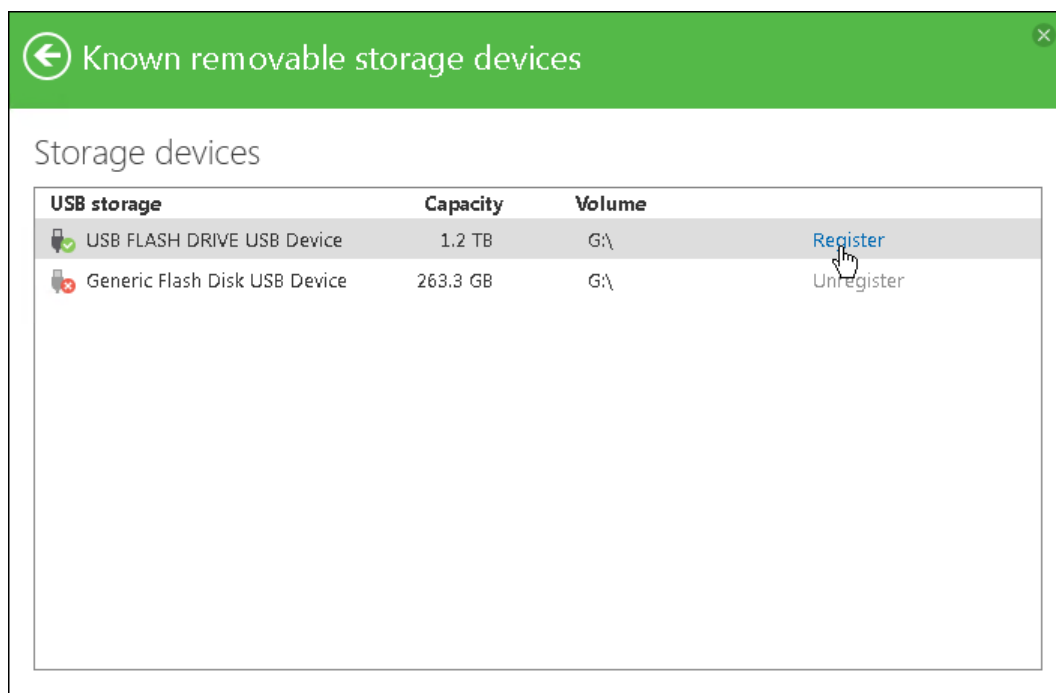 Known removable storage devices
Storage devices
USB storage Capacity Volume
USB FLASH DRIVE USB Device 1.2 TB G:\ Register
Generic Flash Disk USB Device 263.3 GB G:\ Unregister